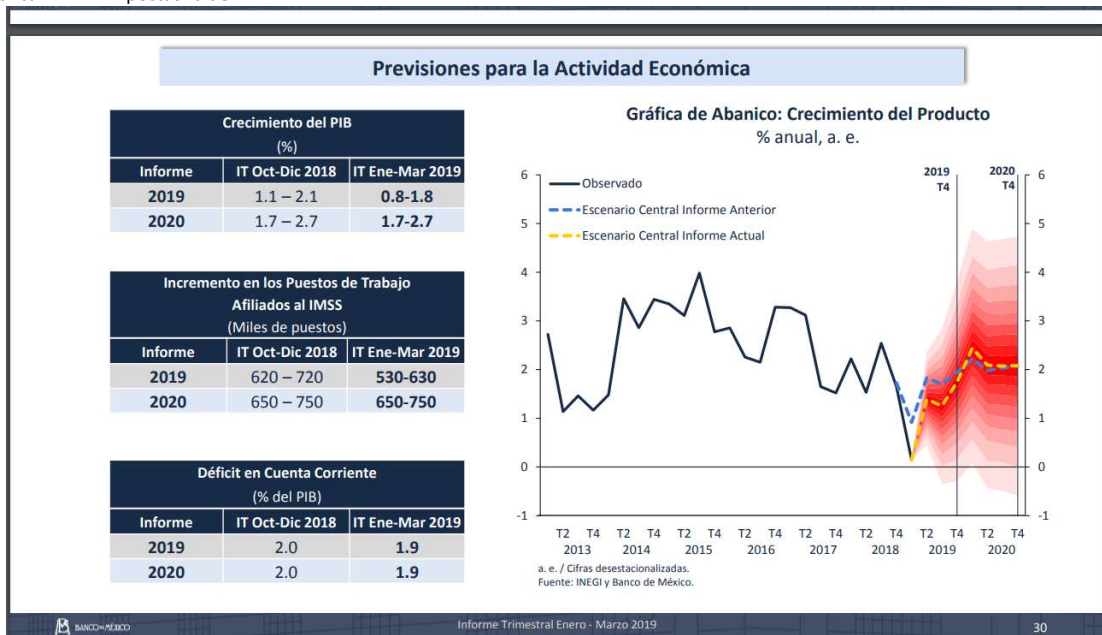 Previsiones para la Actividad Económica
Crecimiento del PIB
(%)
Informe IT Oct-Dic 2018 IT Ene-Mar 2019
2019 1.1 – 2.1 0.8-1.8
2020 1.7 – 2.7 1.7-2.7
Incremento en los Puestos de Trabajo
Afiliados al IMSS
(Miles de puestos)
Informe IT Oct-Dic 2018 IT Ene-Mar 2019
2019 620 – 720 530-630
2020 650 – 750 650-750
Déficit en Cuenta Corriente
(% del PIB)
Informe IT Oct-Dic 2018 IT Ene-Mar 2019
2019 2.0 1.9
2020 2.0 1.9
Gráfica de Abanico: Crecimiento del Producto
% anual, a. e.
2019 2020
T4 T4
Observado
Escenario Central Informe Anterior
Escenario Central Informe Actual
6 6
5 5
4 4
3 3
2 2
1 1
0 0
-1 -1
T2 T4 T2 T4 T2 T4 T2 T4 T2 T4 T2 T4 T2 T4 T2 T4
2013 2014 2015 2016 2017 2018 2019 2020
a. e. / Cifras desestacionalizadas.
Fuente: INEGI y Banco de México.
BANCO DE MÉXICO
Informe Trimestral Enero - Marzo 2019
30